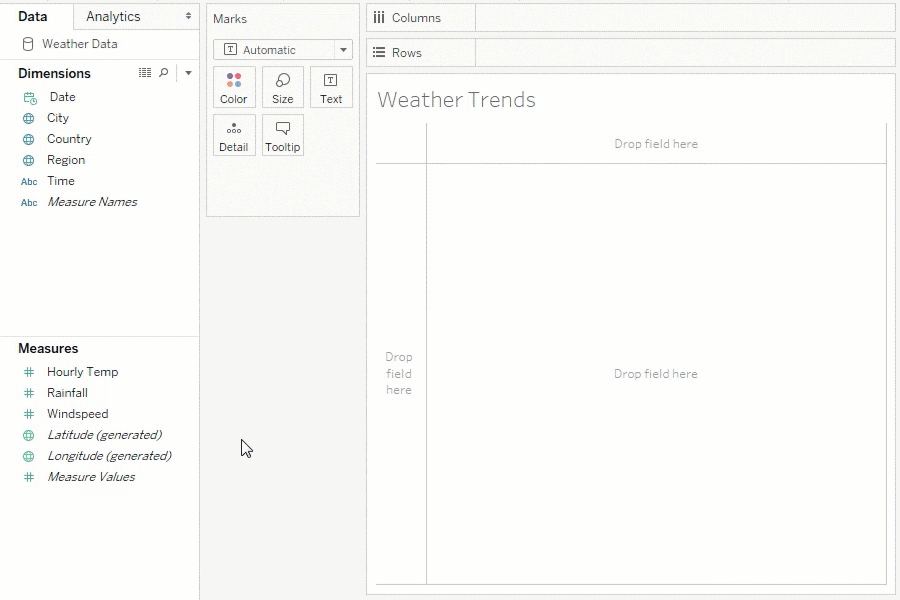 Data
Analytics
Weather Data
Dimensions
Date
City
Country
Region
Abc Time
Abc Measure Names
Measures
Hourly Temp
Rainfall
Windspeed
Latitude (generated)
Longitude (generated)
Measure Values
Marks
T Automatic
Color
Size
T
Text
Detail
Tooltip
Columns
Rows
Weather Trends
Drop field here
Drop
field
here
Drop field here